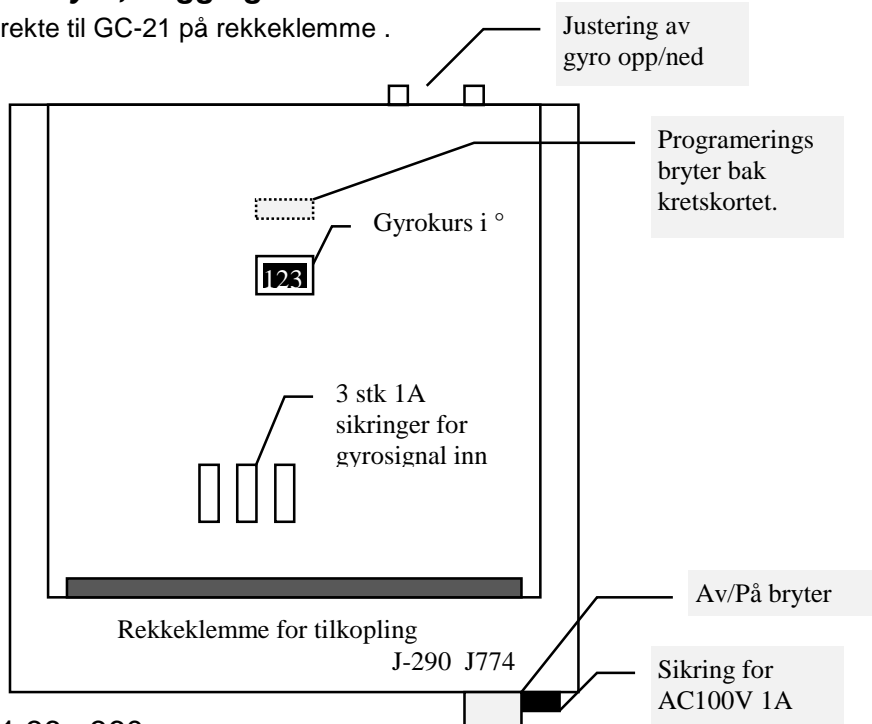 rekte til GC-21 på rekkeklemme .
Justering av
gyro opp/ned
Programerings
bryter bak
kretskortet.
Gyrokurs i °
123
3 stk 1A
sikringer for
gyrosignal inn
Av/På bryter
Rekkeklemme for tilkopling
J-290 J774
Sikring for
AC100V 1A